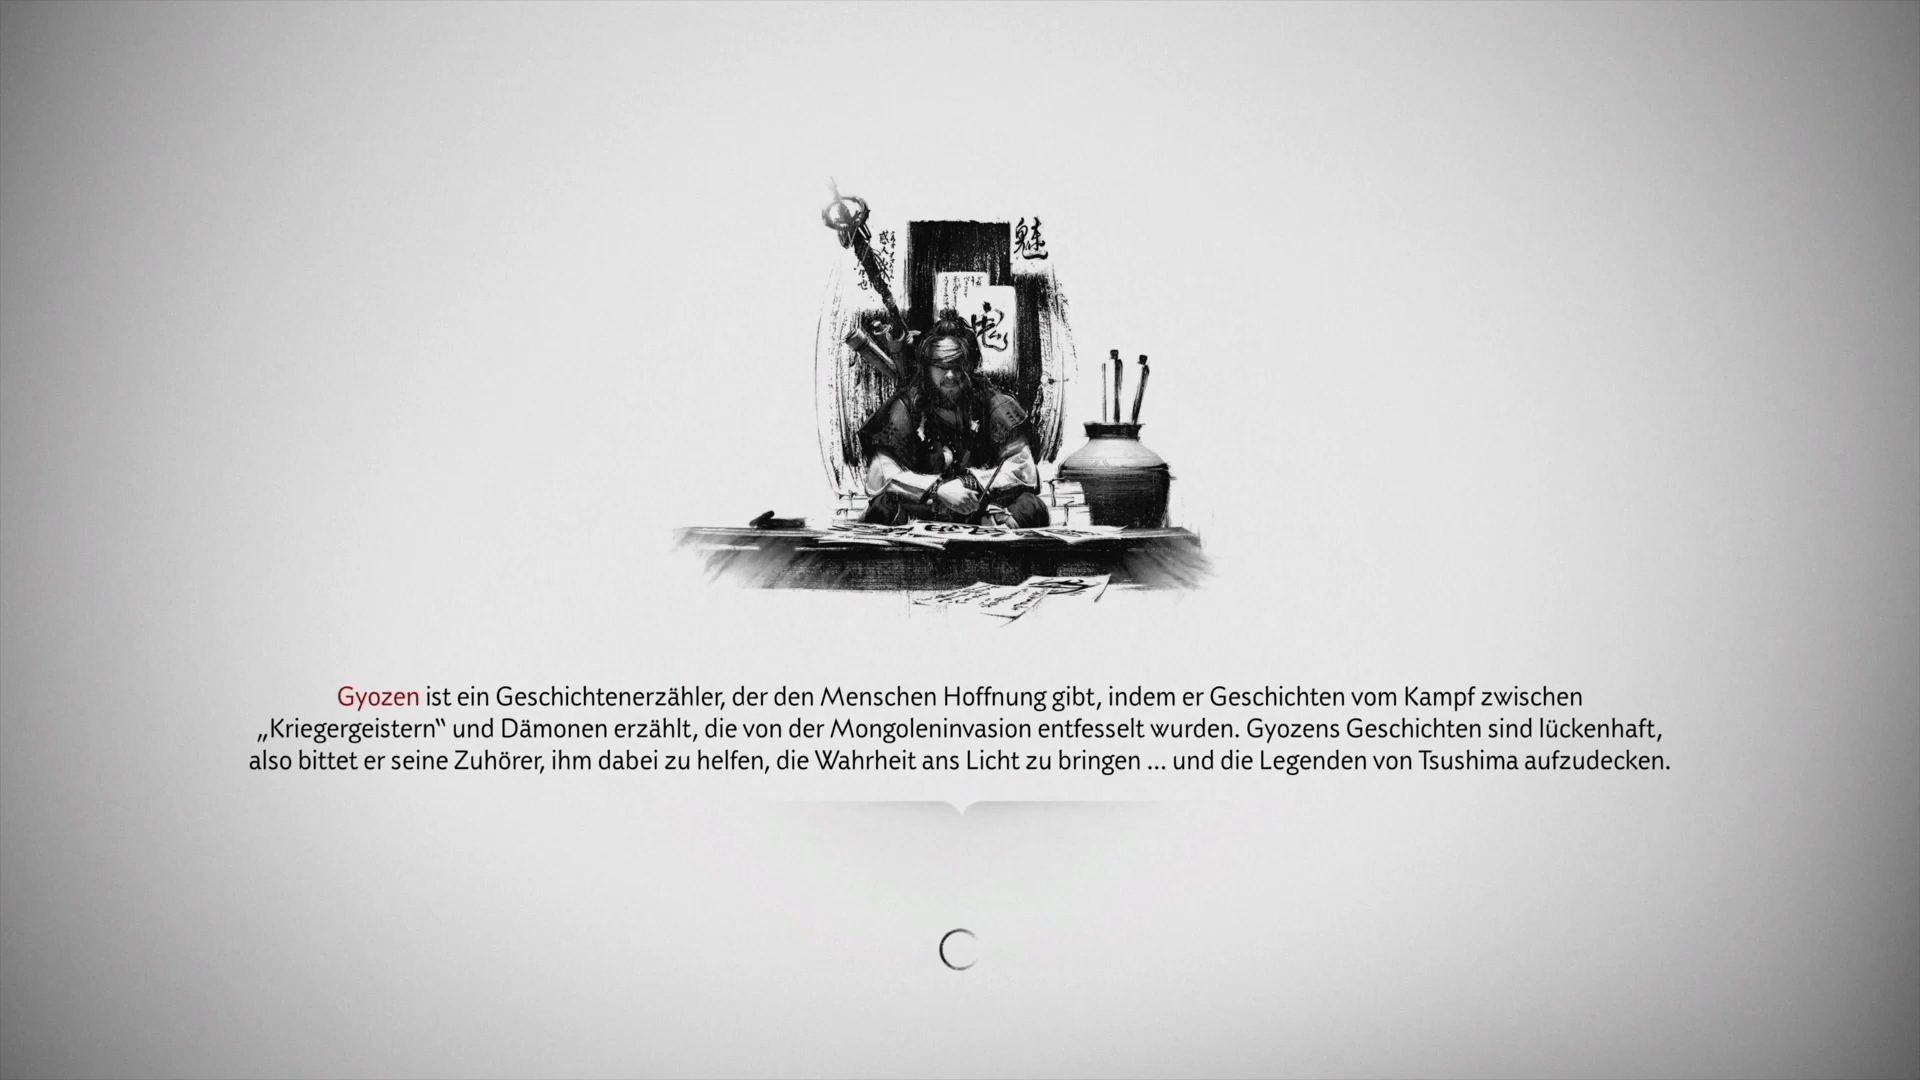 魅
鬼
Gyozen ist ein Geschichtenerzähler, der den Menschen Hoffnung gibt, indem er Geschichten vom Kampf zwischen
„Kriegergeistern“ und Dämonen erzählt, die von der Mongoleninvasion entfesselt wurden. Gyozens Geschichten sind lückenhaft,
also bittet er seine Zuhörer, ihm dabei zu helfen, die Wahrheit ans Licht zu bringen ... und die Legenden von Tsushima aufzudecken.